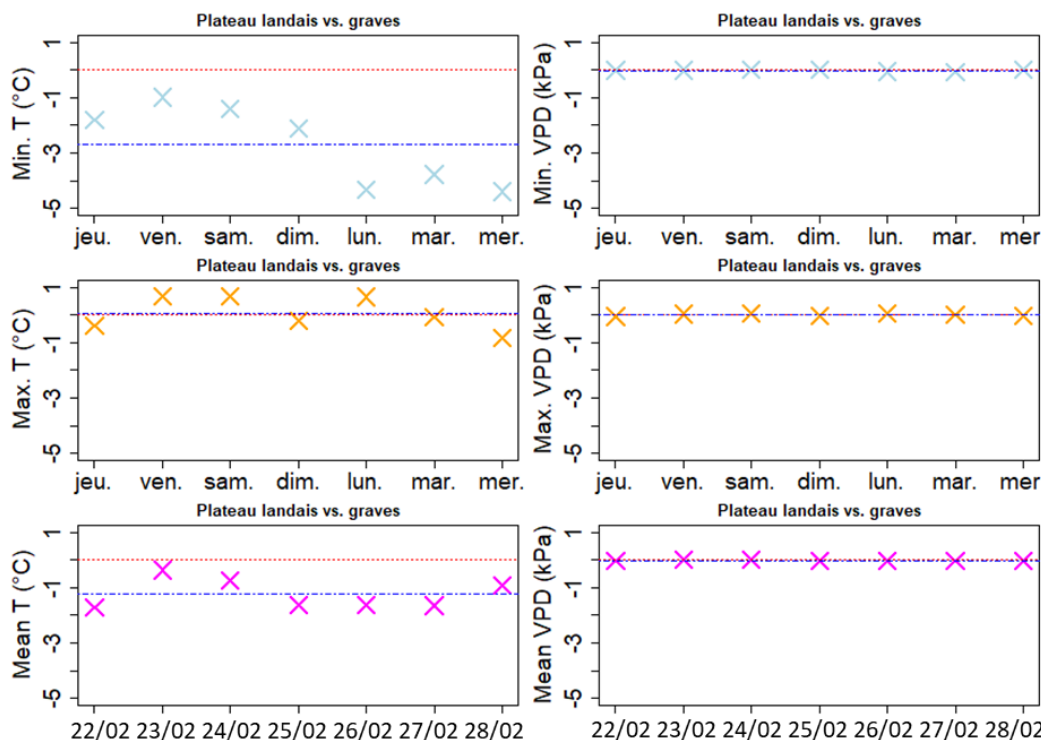 Plateau landais vs. graves
Min. T (°C)
1
-1
-3
-5
jeu. ven. sam. dim. lun. mar. mer.
Plateau landais vs. graves
Min. VPD (kPa)
1
-1
-3
-5
jeu. ven. sam. dim. lun. mar. mer
Plateau landais vs. graves
Max. T (°C)
1
-1
-3
-5
jeu. ven. sam. dim. lun. mar. mer.
Plateau landais vs. graves
Max. VPD (kPa)
1
-1
-3
-5
jeu. ven. sam. dim. lun. mar. mer
Plateau landais vs. graves
Mean T (°C)
1
-1
-3
-5
22/02 23/02 24/02 25/02 26/02 27/02 28/02
Plateau landais vs. graves
Mean VPD (kPa)
1
-1
-3
-5
22/02 23/02 24/02 25/02 26/02 27/02 28/02